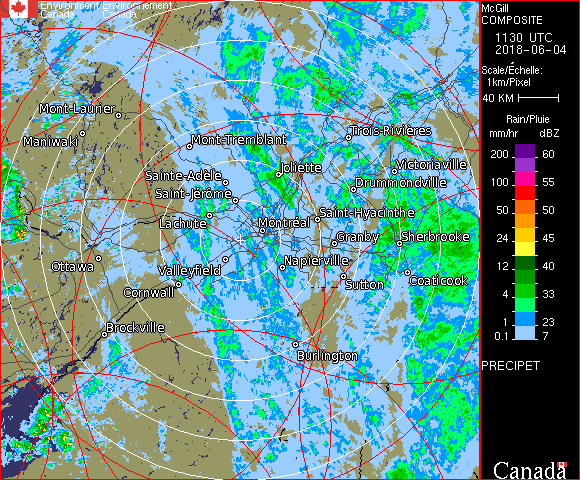 Environment Environnement
Canada Canada
McGill
COMPOSITE
1130 UTC
2018-06-04
Scale/Échelle:
1km/Pixel
40 KM
Rain/Pluie
mm/hr dBZ
200 60
100 55
50 50
24 45
12 40
4 33
1 23
0.1 7
PRECIPET
Canada
Mont-Laurier
Maniwaki
Mont-Tremblant
Trois-Rivières
Joliette
Victoriaville
Sainte-Adèle
Drummondville
Saint-Jérôme
Lachute
Montréal
Saint-Hyacinthe
Granby
Sherbrooke
Ottawa
Valleyfield
Napierville
Cornwall
Sutton
Coaticook
Brockville
Burlington